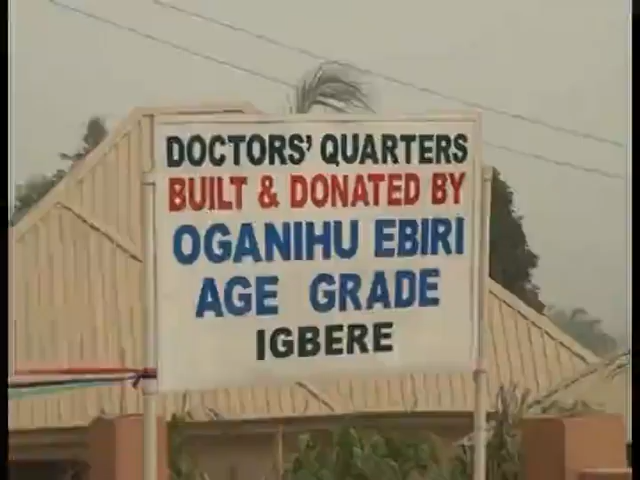 DOCTORS' QUARTERS
BUILT & DONATED BY
OGANIHU EBIRI
AGE GRADE
IGBERE